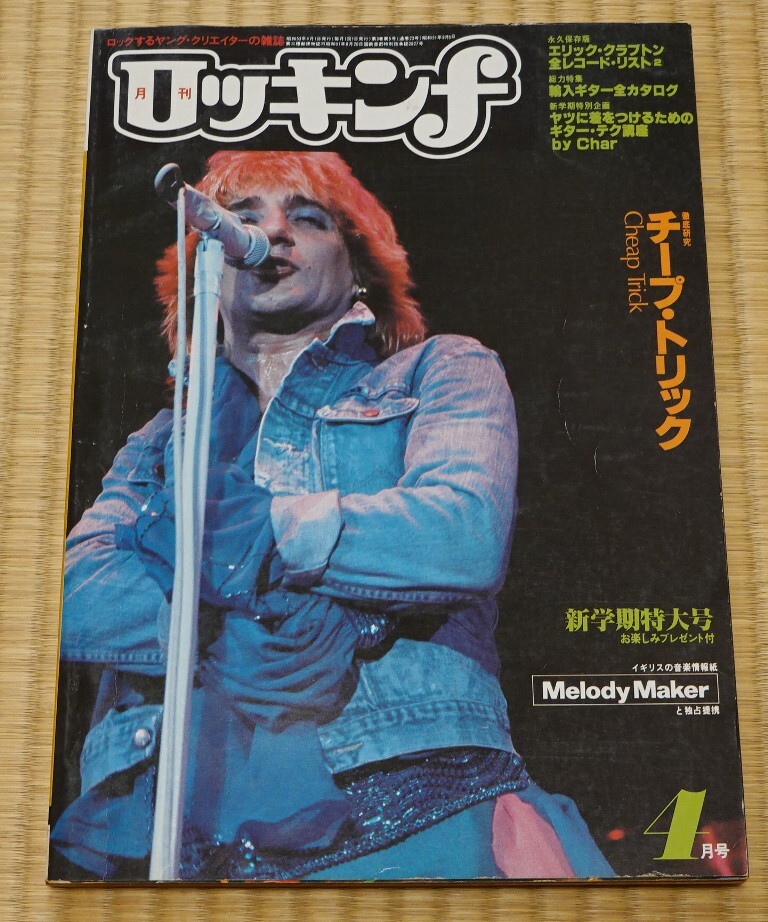 ロックするヤング・クリエイターの雑誌
月刊
ロッキンf
永久保存版
エリック・クラプトン
全レコード・リスト2
総力特集
輸入ギター全カタログ
新学期特別企画
ヤツに差をつけるための
ギター・テク講座
by Char
徹底研究
チープ・トリック
Cheap Trick
新学期特大号
お楽しみプレゼント付
イギリスの音楽情報紙
Melody Maker
と独占提携
4月号